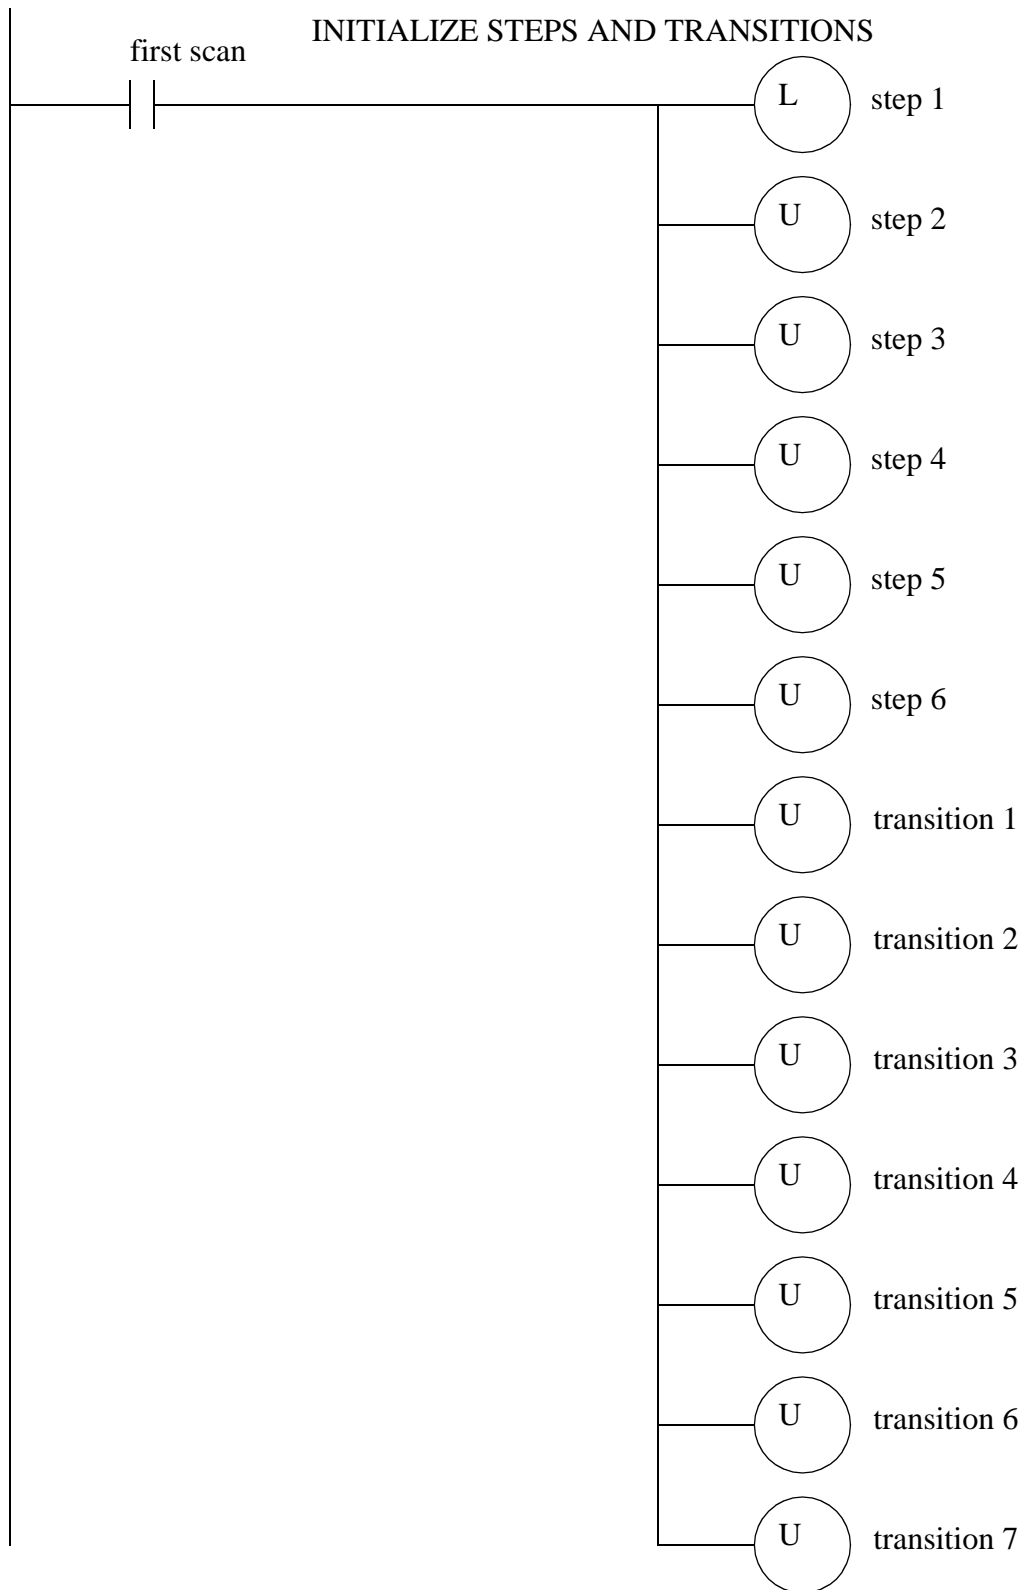 INITIALIZE STEPS AND TRANSITIONS
first scan
L step 1
U step 2
U step 3
U step 4
U step 5
U step 6
U transition 1
U transition 2
U transition 3
U transition 4
U transition 5
U transition 6
U transition 7